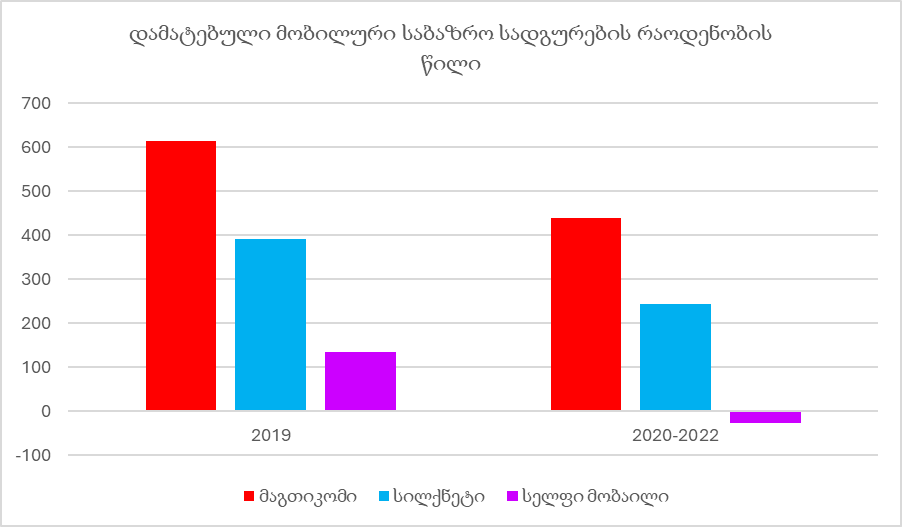 დამატებული მობილური საბაზრო სადგურების რაოდენობის
წილი
700
600
500
400
300
200
100
0
-100
2019
2020-2022
მაგთიკომი
სილქნეტი
სელფი მობაილი